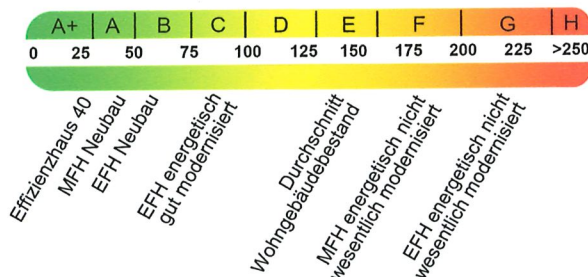 A+ A B C D E F G H
0 25 50 75 100 125 150 175 200 225 >250
Effizienzhaus 40
MFH Neubau
EFH Neubau
EFH energetisch
gut modernisiert
Durchschnitt
Wohngebäudebestand
MFH energetisch nicht
wesentlich modernisiert
EFH energetisch nicht
wesentlich modernisiert